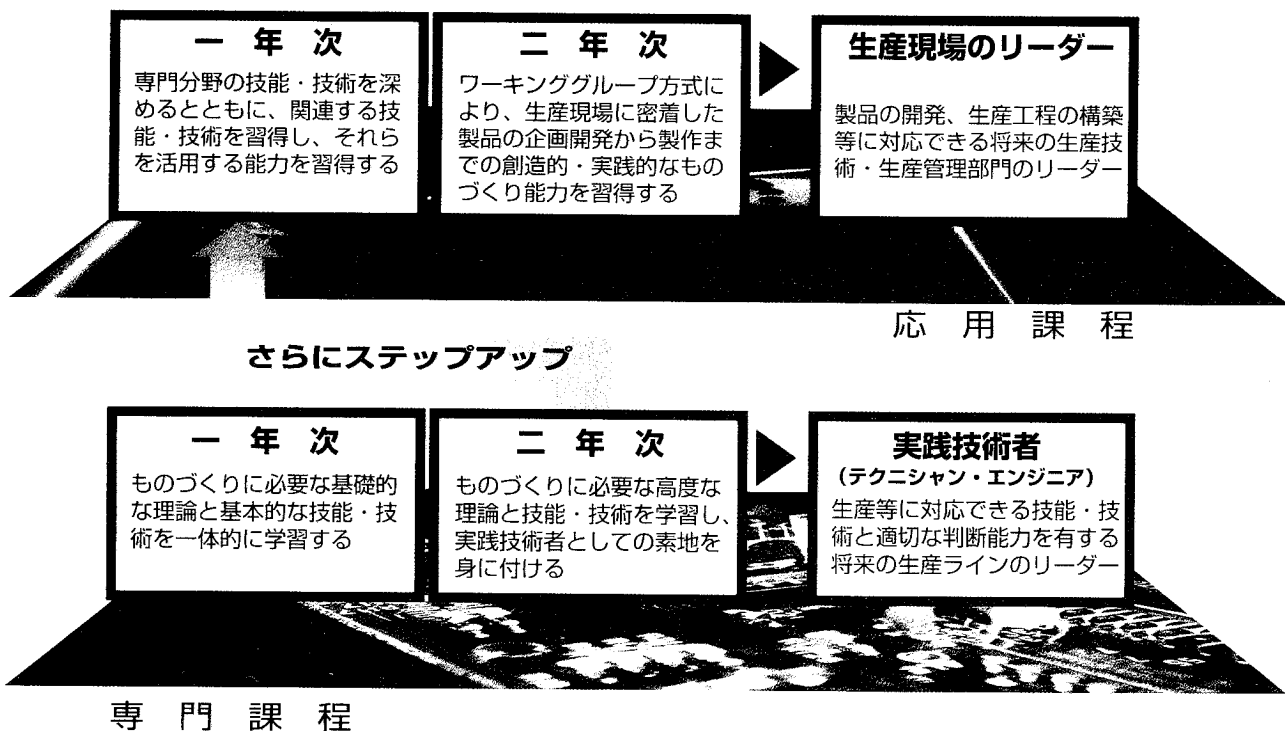 一年次
専門分野の技能・技術を深
めるとともに、関連する技
能・技術を習得し、それら
を活用する能力を習得する
二年次
ワーキンググループ方式に
より、生産現場に密着した
製品の企画開発から製作ま
での創造的・実践的なもの
づくり能力を習得する
生産現場のリーダー
製品の開発、生産工程の構築
等に対応できる将来の生産技
術・生産管理部門のリーダー
応用課程
さらにステップアップ
一年次
ものづくりに必要な基礎的
な理論と基本的な技能・技
術を一体的に学習する
二年次
ものづくりに必要な高度な
理論と技能・技術を学習し、
実践技術者としての素地を
身に付ける
実践技術者
(テクニシャン・エンジニア)
生産等に対応できる技能・技
術と適切な判断能力を有する
将来の生産ラインのリーダー
専門課程